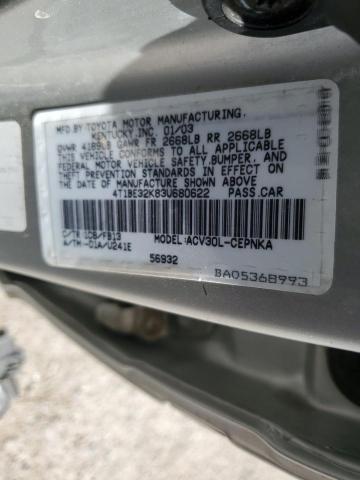 MFD.BY TOYOTA MOTOR MANUFACTURING,
KENTUCKY,INC. 01/03
GVWR GAWR FR 2668LB RR 2668LB
THIS VEHICLE CONFORMS TO ALL APPLICABLE
FEDERAL MOTOR VEHICLE SAFETY,BUMPER, AND
THEFT PREVENTION STANDARDS IN EFFECT ON
THE DATE OF MANUFACTURE SHOWN ABOVE.
4T1BE32K83U680622 PASS.CAR
C/TR: /FB13 MODEL:ACV30L-CEPNKA
A/TM:-01A/U241E
56932
BA05368993